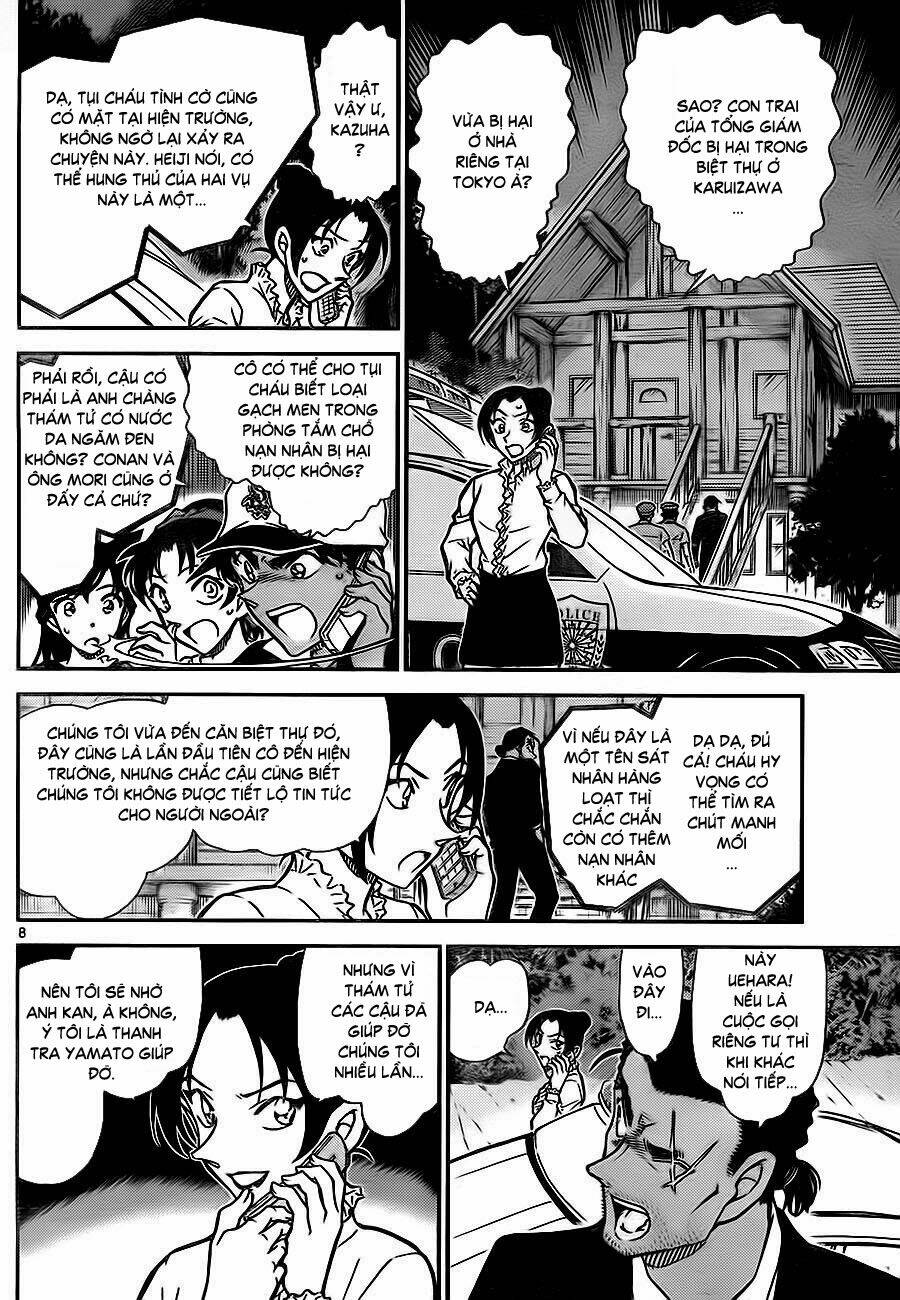 SAO? CON TRAI
CỦA TỔNG GIÁM
ĐỐC BỊ HẠI TRONG
BIỆT THỰ Ở
KARUIZAWA
...
VỪA BỊ HẠI
Ở NHÀ
RIÊNG TẠI
TOKYO À?
POLICE
THẬT
VẬY Ư,
KAZUHA
?
DẠ, TỤI CHÁU TÌNH CỜ CŨNG
CÓ MẶT TẠI HIỆN TRƯỜNG,
KHÔNG NGỜ LẠI XẢY RA
CHUYỆN NÀY. HEIJI NÓI, CÓ
THỂ HUNG THỦ CỦA HAI VỤ
NÀY LÀ MỘT...
CÔ CÓ THỂ CHO TỤI
CHÁU BIẾT LOẠI
GẠCH MEN TRONG
PHÒNG TẮM CHỖ
NẠN NHÂN BỊ HẠI
ĐƯỢC KHÔNG?
PHẢI RỒI, CẬU CÓ
PHẢI LÀ ANH CHÀNG
THÁM TỬ CÓ NƯỚC
DA NGĂM ĐEN
KHÔNG? CONAN VÀ
ÔNG MORI CŨNG Ở
ĐẤY CẢ CHỨ?
DẠ DẠ, ĐỦ
CẢ! CHÁU HY
VỌNG CÓ
THỂ TÌM RA
CHÚT MANH
MỐI
...
VÌ NẾU ĐÂY LÀ
MỘT TÊN SÁT
NHÂN HÀNG
LOẠT THÌ
CHẮC CHẮN
CÒN CÓ THÊM
NẠN NHÂN
KHÁC
CHÚNG TÔI VỪA ĐẾN CĂN BIỆT THỰ ĐÓ,
ĐÂY CŨNG LÀ LẦN ĐẦU TIÊN CÔ ĐẾN HIỆN
TRƯỜNG, NHƯNG CHẮC CẬU CŨNG BIẾT
CHÚNG TÔI KHÔNG ĐƯỢC TIẾT LỘ TIN TỨC
CHO NGƯỜI NGOÀI?
8
NÀY
UEHARA!
NẾU LÀ
CUỘC GỌI
RIÊNG TƯ THÌ
KHI KHÁC
NÓI TIẾP...
VÀO
ĐÂY
ĐI...
DẠ...
NHƯNG VÌ
THÁM TỬ
CÁC CẬU ĐÃ
GIÚP ĐỠ
CHÚNG TÔI
NHIỀU LẦN...
NÊN TÔI SẼ NHỜ
ANH KAN, À KHÔNG,
Ý TÔI LÀ THANH
TRA YAMATO GIÚP
ĐỠ.